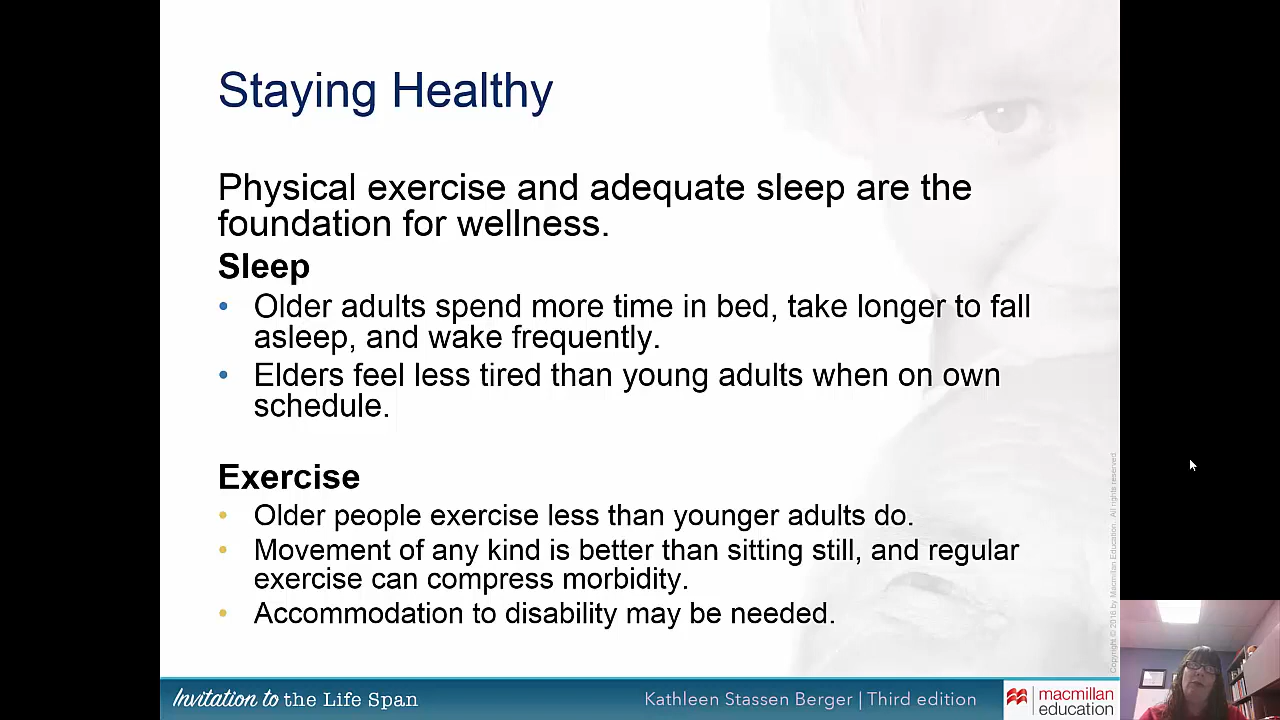 Staying Healthy
Physical exercise and adequate sleep are the
foundation for wellness.
Sleep
• Older adults spend more time in bed, take longer to fall
asleep, and wake frequently.
• Elders feel less tired than young adults when on own
schedule.
Exercise
• Older people exercise less than younger adults do.
• Movement of any kind is better than sitting still, and regular
exercise can compress morbidity.
• Accommodation to disability may be needed.
Copyright © 2016 by Macmillan Education. All rights reserved
Invitation to the Life Span
Kathleen Stassen Berger | Third edition
macmillan
education